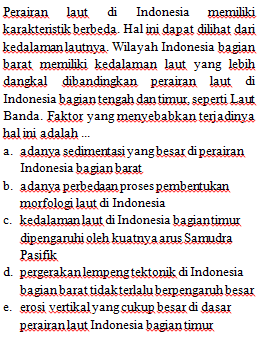 Perairan laut di Indonesia memiliki
karakteristik berbeda. Hal ini dapat dilihat dari
kedalaman lautnya. Wilayah Indonesia bagian
barat memiliki kedalaman laut yang lebih
dangkal dibandingkan perairan laut di
Indonesia bagian tengah dan timur, seperti Laut
Banda. Faktor yang menyebabkan terjadinya
hal ini adalah ...
a. adanya sedimentasi yang besar di perairan
Indonesia bagian barat
b. adanya perbedaan proses pembentukan
morfologi laut di Indonesia
c. kedalaman laut di Indonesia bagian timur
dipengaruhi oleh kuatnya arus Samudra
Pasifik
d. pergerakan lempeng tektonik di Indonesia
bagian barat tidak terlalu berpengaruh besar
e. erosi vertikal yang cukup besar di dasar
perairan laut Indonesia bagian timur